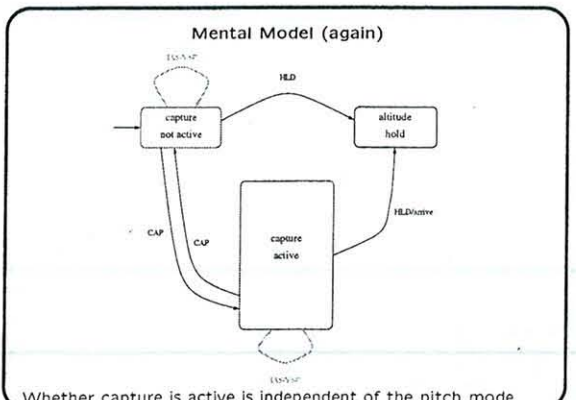 Mental Model (again)
HLD
capture
not active
altitude
hold
HLD/arrive
CAP
CAP
capture
active
Whether capture is active is independent of the pitch mode